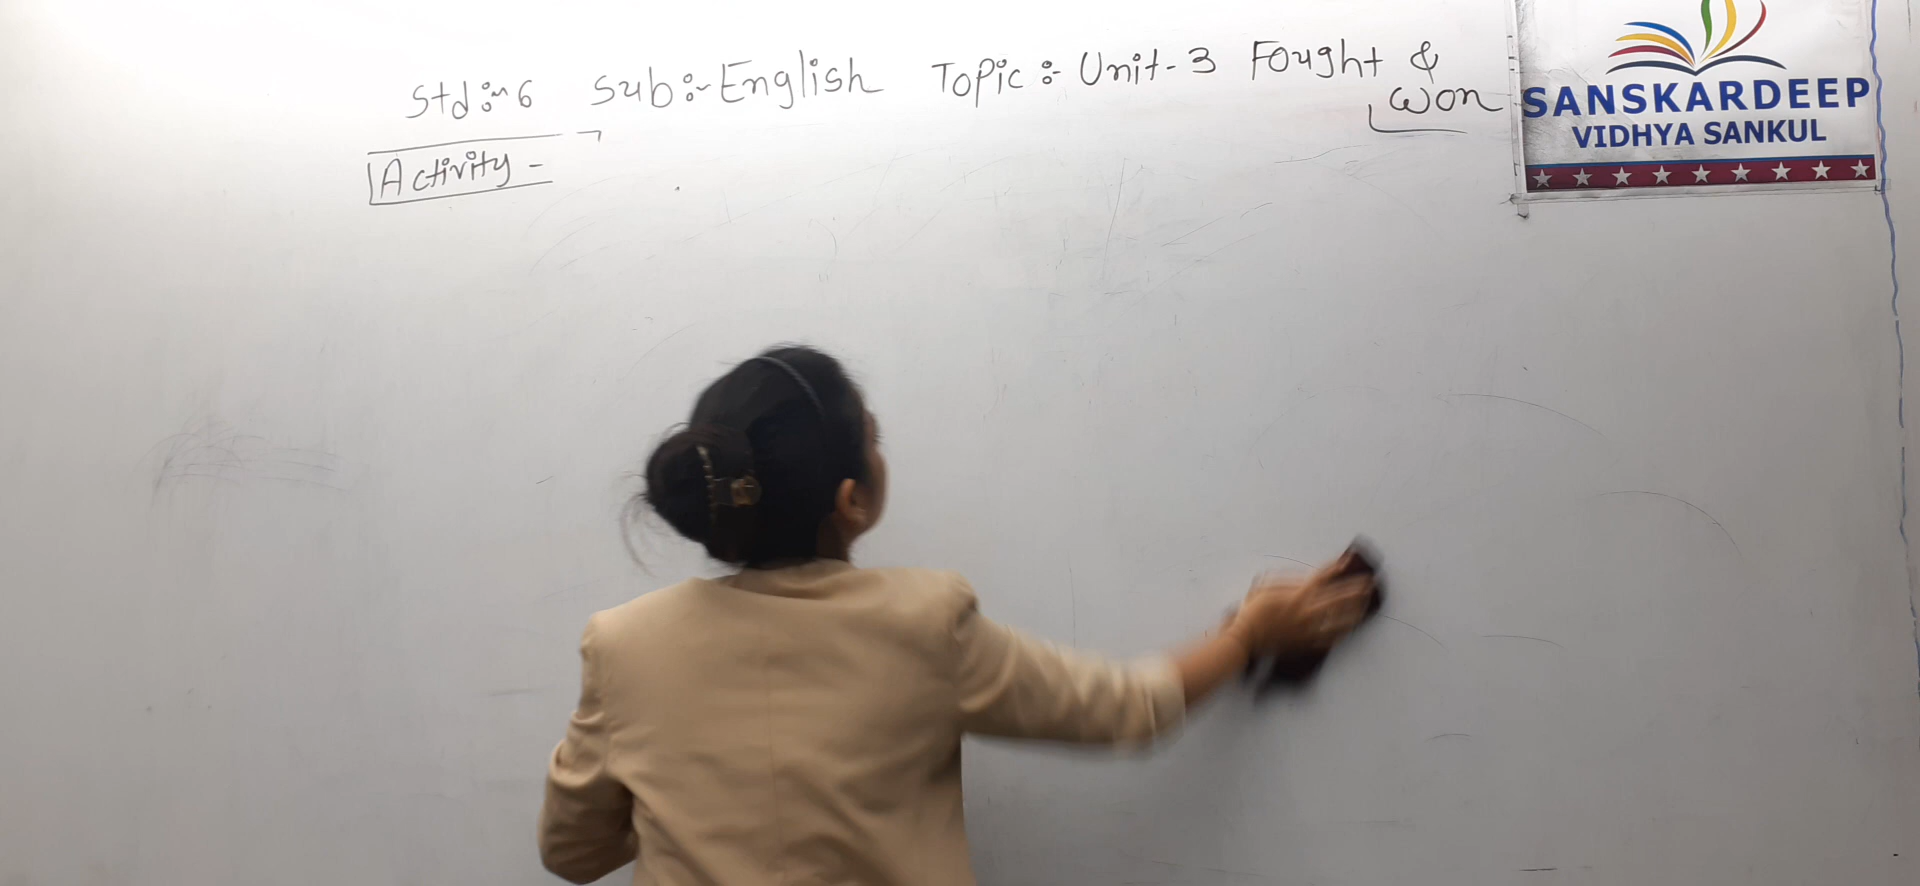 Std :- 6 Sub :- English Topic :- Unit - 3 Fought &
won
Activity -
SANSKARDEEP
VIDHYA SANKUL